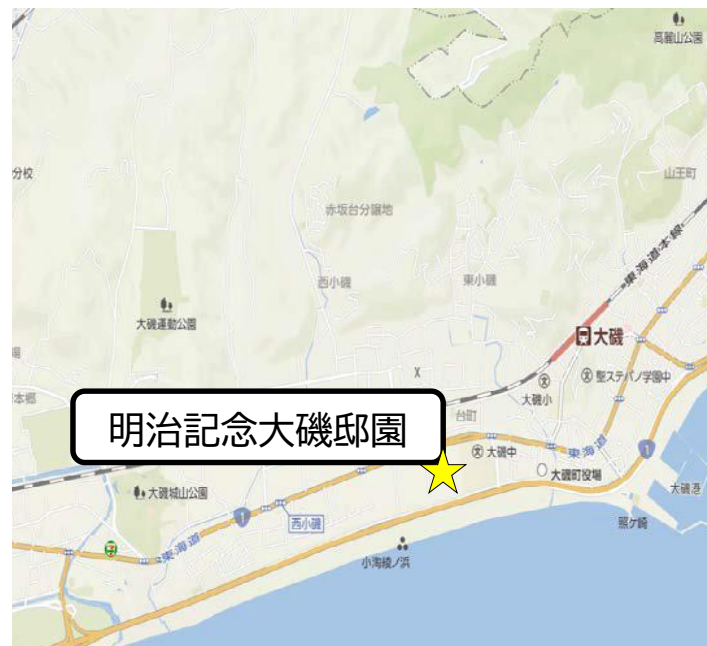 高麗山公園
分校
山王町
赤坂台分譲地
東海道本線
西小磯
東小磯
大磯運動公園
大磯
聖ステパノ学園中
大磯小
本郷
明治記念大磯邸園
台町
大磯中
東海道
1
大磯町役場
大磯城山公園
大磯港
1
西小磯
照ケ崎
東海道
小淘綾ノ浜